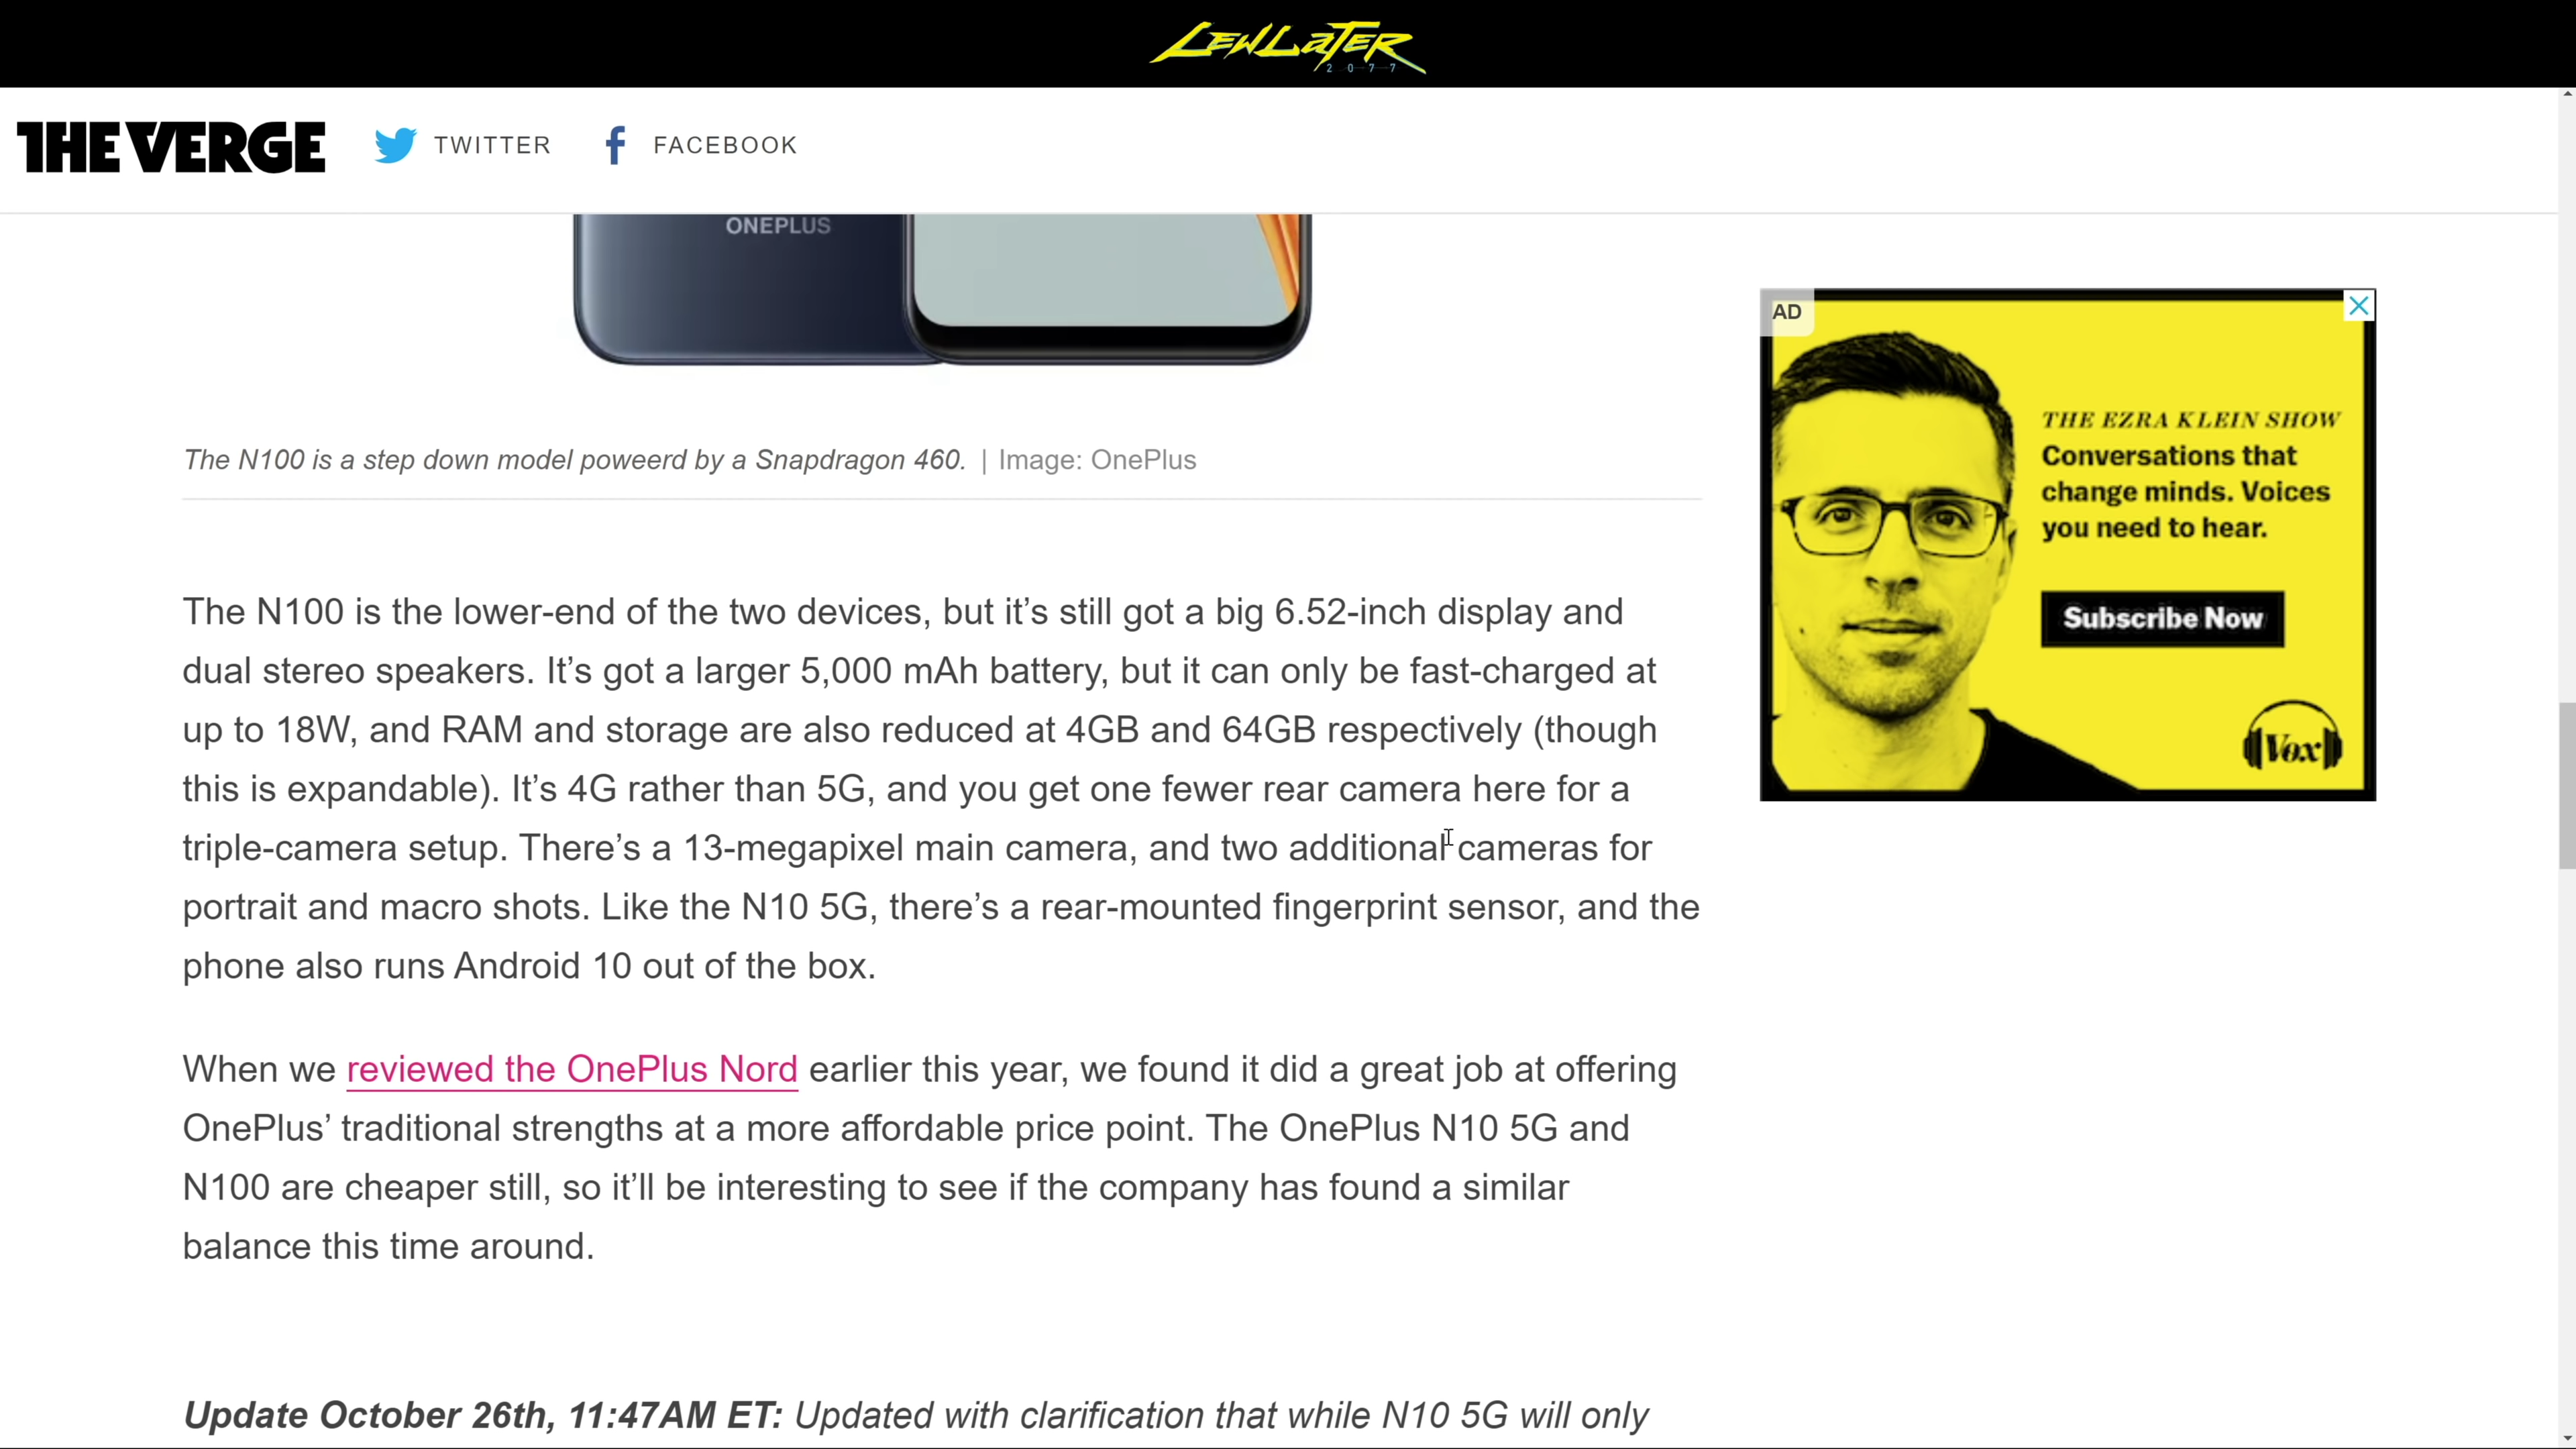 LEWLATER
2077
THE VERGE
TWITTER
FACEBOOK
ONEPLUS
The N100 is a step down model poweerd by a Snapdragon 460. | Image: OnePlus
The N100 is the lower-end of the two devices, but it’s still got a big 6.52-inch display and
dual stereo speakers. It’s got a larger 5,000 mAh battery, but it can only be fast-charged at
up to 18W, and RAM and storage are also reduced at 4GB and 64GB respectively (though
this is expandable). It’s 4G rather than 5G, and you get one fewer rear camera here for a
triple-camera setup. There’s a 13-megapixel main camera, and two additional cameras for
portrait and macro shots. Like the N10 5G, there’s a rear-mounted fingerprint sensor, and the
phone also runs Android 10 out of the box.
When we reviewed the OnePlus Nord earlier this year, we found it did a great job at offering
OnePlus’ traditional strengths at a more affordable price point. The OnePlus N10 5G and
N100 are cheaper still, so it’ll be interesting to see if the company has found a similar
balance this time around.
Update October 26th, 11:47AM ET: Updated with clarification that while N10 5G will only
AD
THE EZRA KLEIN SHOW
Conversations that
change minds. Voices
you need to hear.
Subscribe Now
Vox